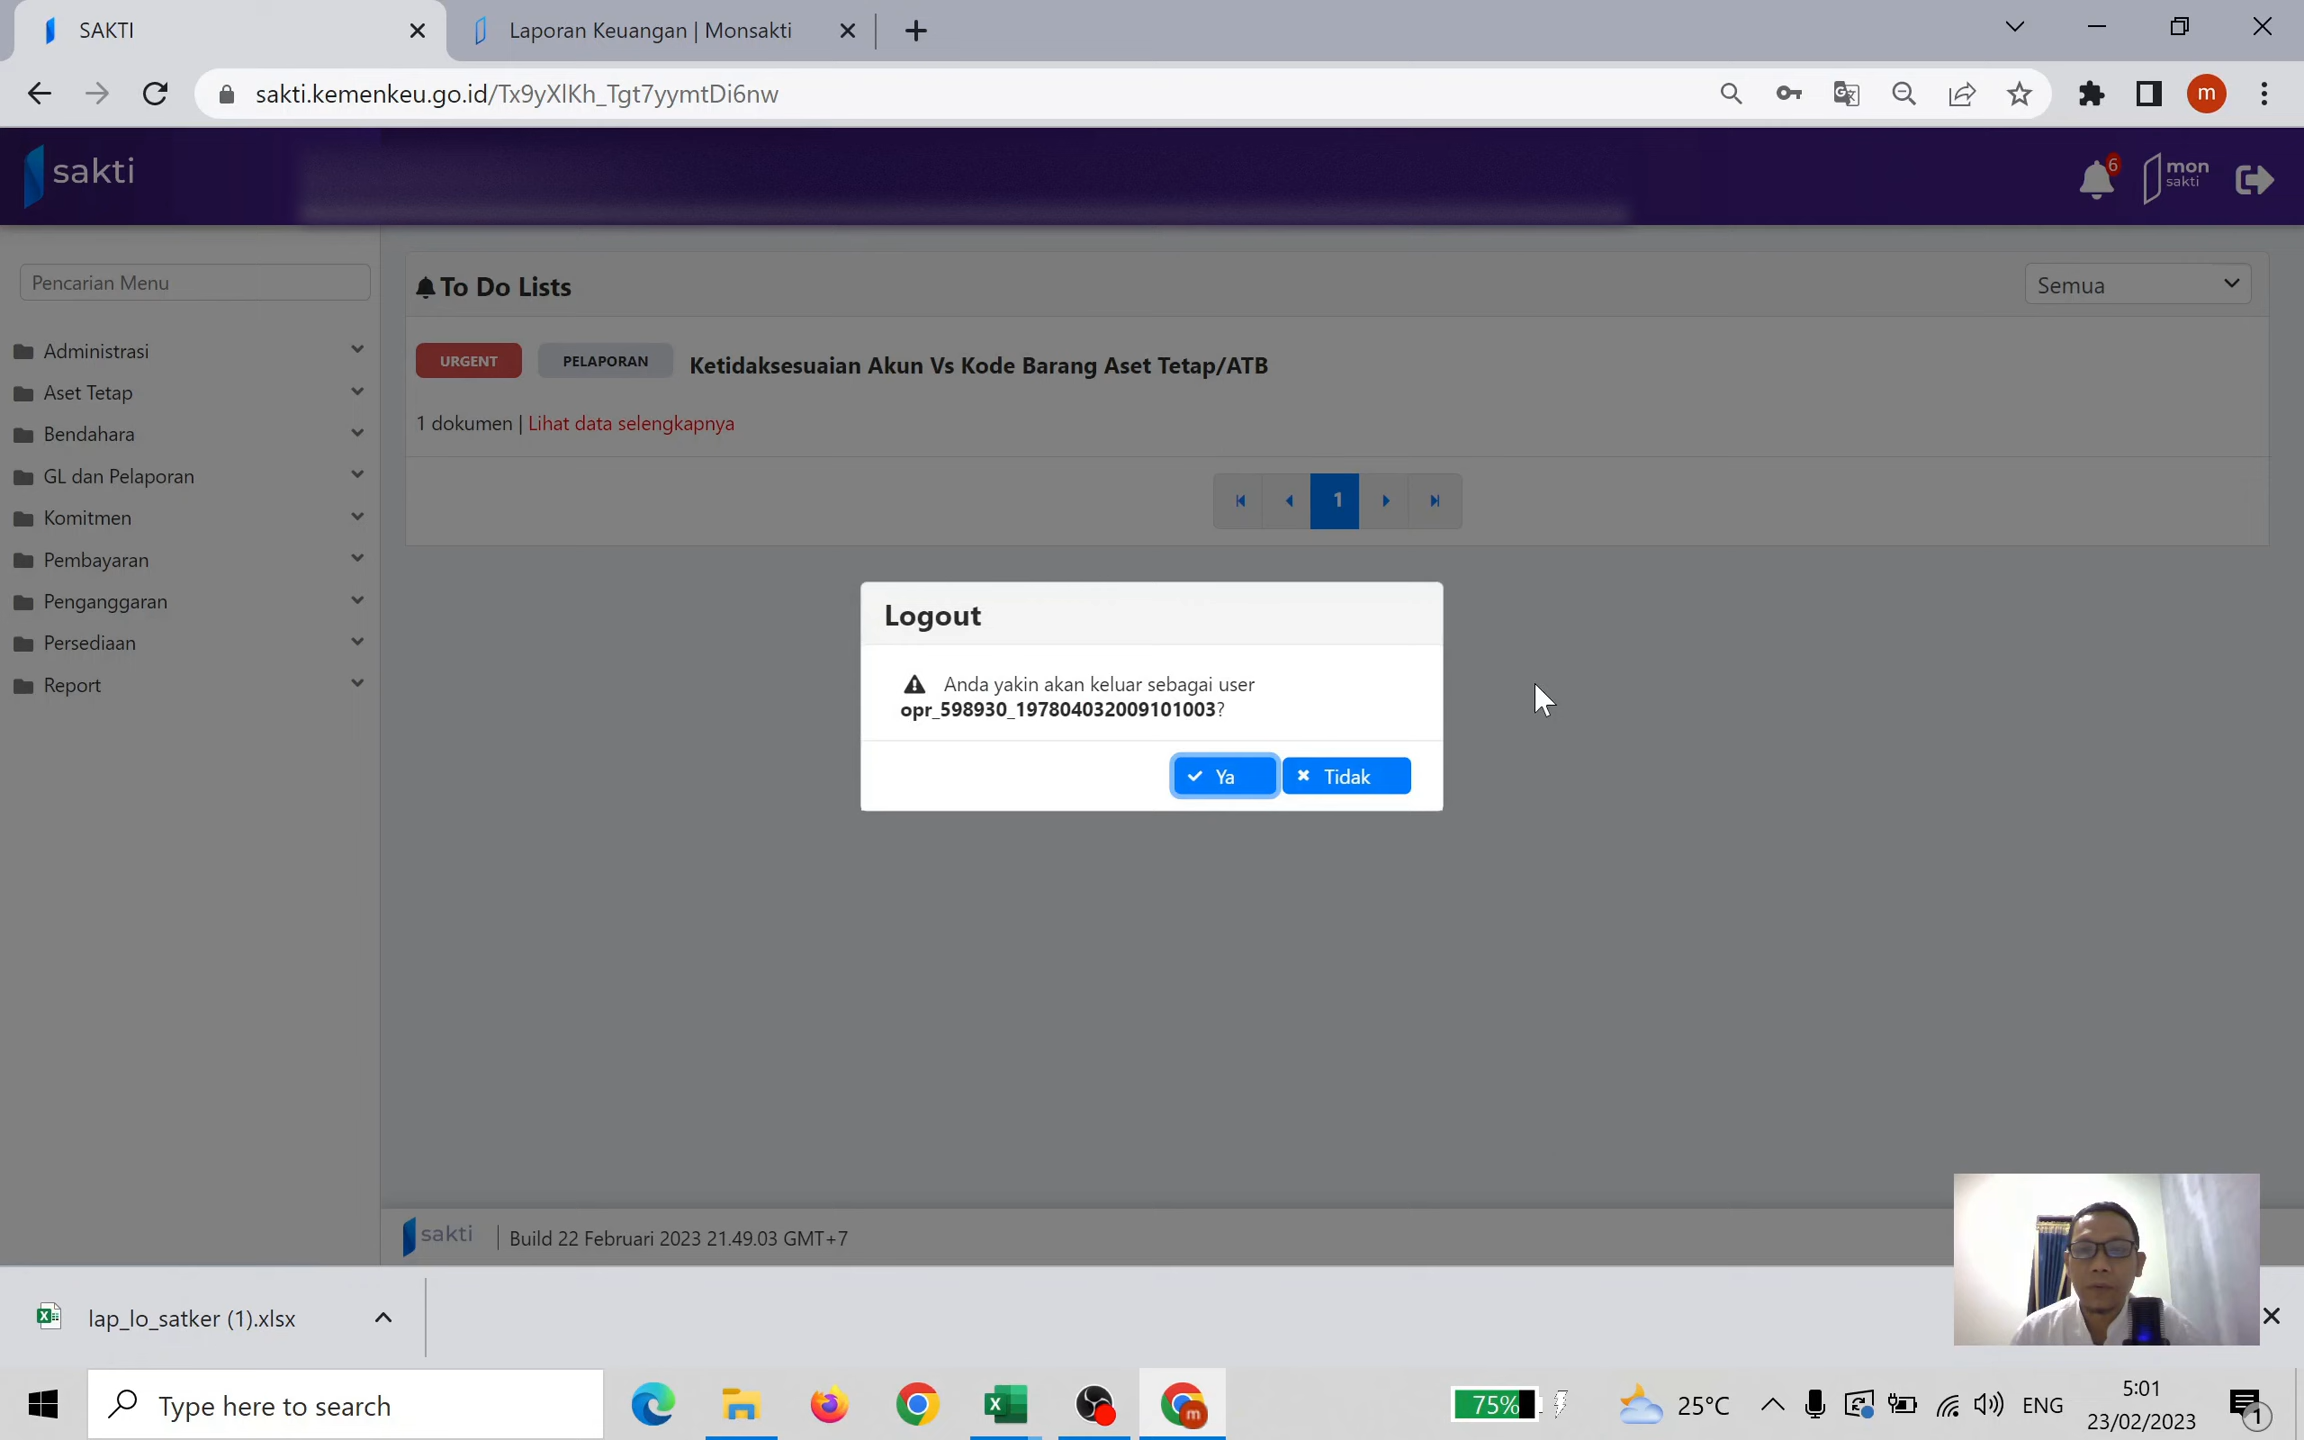 SAKTI
Laporan Keuangan | Monsakti
sakti.kemenkeu.go.id/Tx9yXlKh_Tgt7yymtDi6nw
m
sakti
6
mon
sakti
Pencarian Menu
Administrasi
Aset Tetap
Bendahara
GL dan Pelaporan
Komitmen
Pembayaran
Penganggaran
Persediaan
Report
To Do Lists
Semua
URGENT
PELAPORAN
Ketidaksesuaian Akun Vs Kode Barang Aset Tetap/ATB
1 dokumen | Lihat data selengkapnya
1
Logout
Anda yakin akan keluar sebagai user
opr_598930_197804032009101003?
Ya
Tidak
sakti
Build 22 Februari 2023 21.49.03 GMT+7
lap_lo_satker (1).xlsx
Type here to search
m
75%
25°C
ENG
5:01
23/02/2023
1